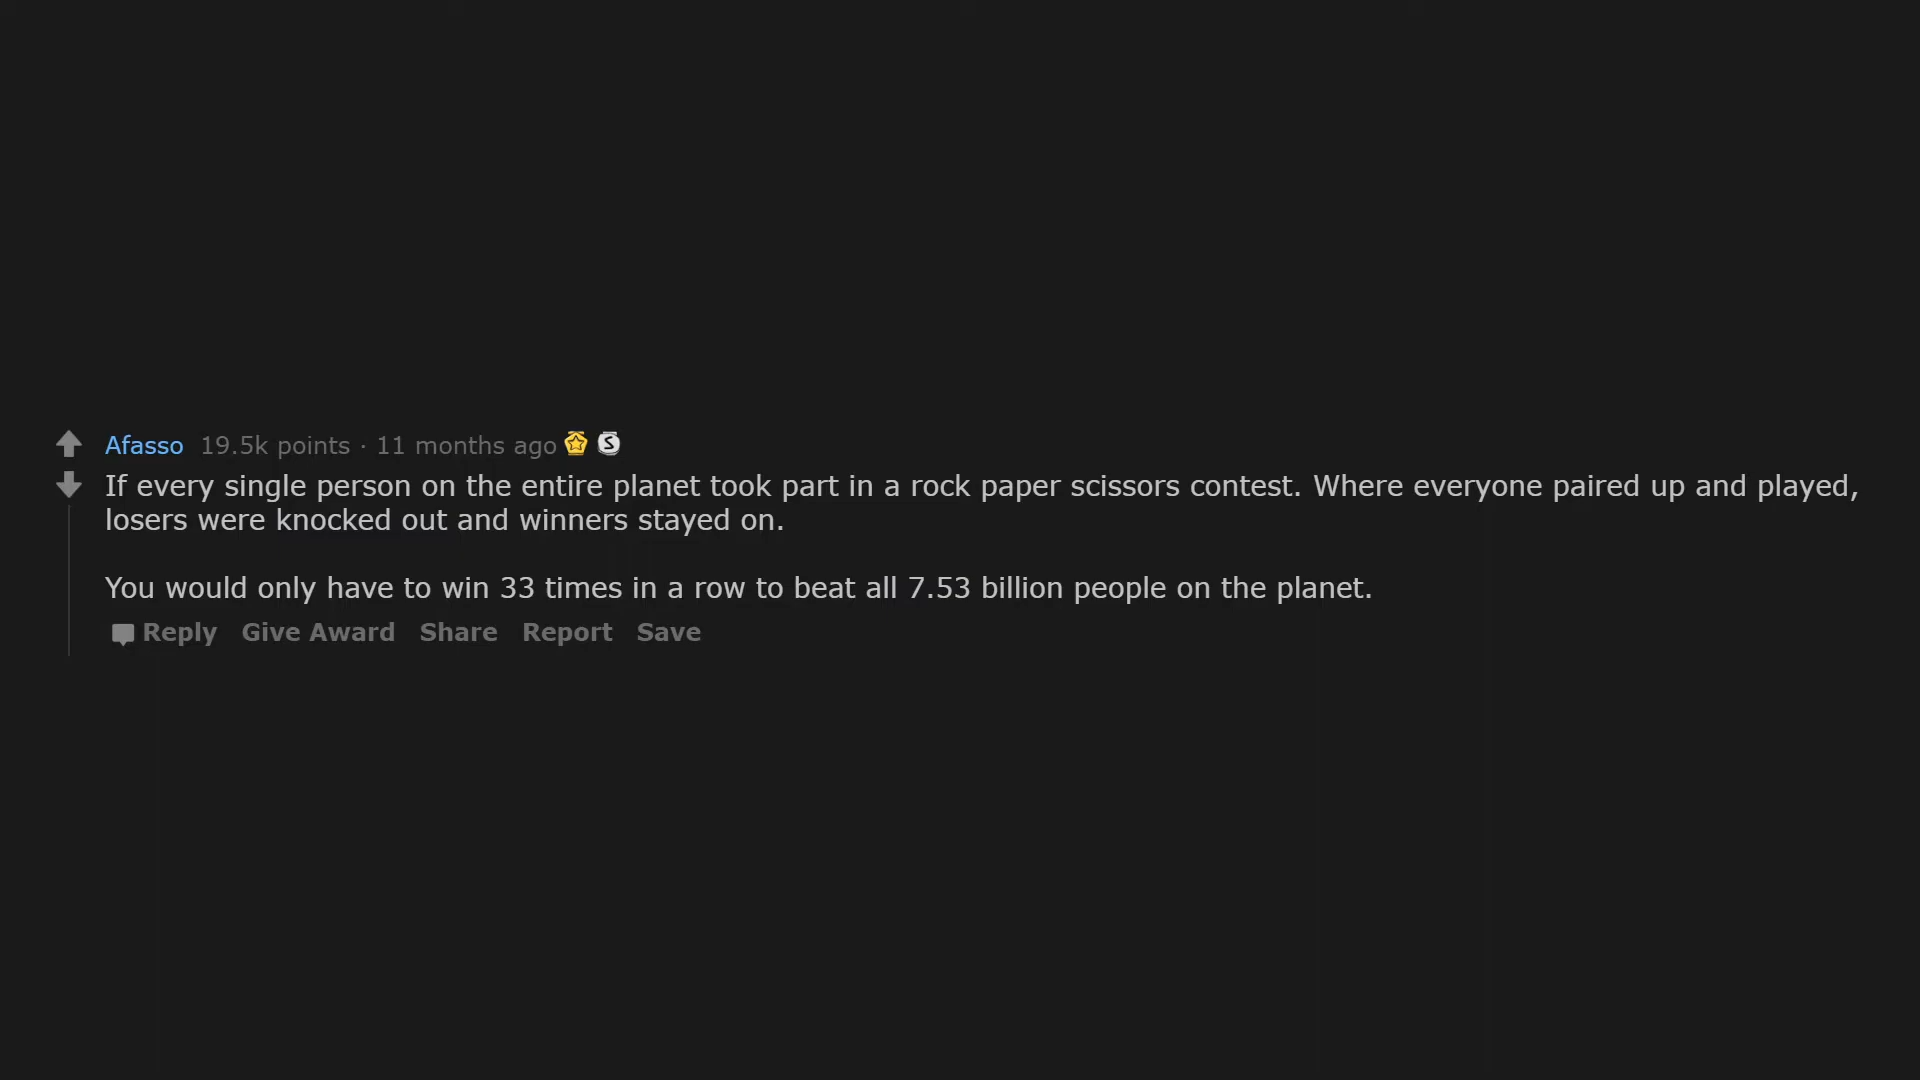 Afasso 19.5k points · 11 months ago
If every single person on the entire planet took part in a rock paper scissors contest. Where everyone paired up and played,
losers were knocked out and winners stayed on.
You would only have to win 33 times in a row to beat all 7.53 billion people on the planet.
Reply Give Award Share Report Save